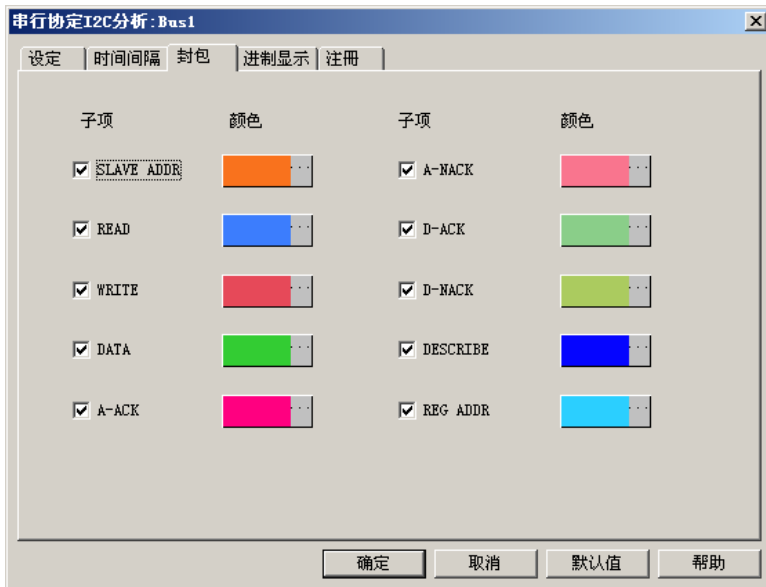 串行协定I2C分析:Bus1
设定 时间间隔 封包 进制显示 注册
子项 颜色 子项 颜色
SLAVE ADDR ... A-NACK ...
READ ... D-ACK ...
WRITE ... D-NACK ...
DATA ... DESCRIBE ...
A-ACK ... REG ADDR ...
确定 取消 默认值 帮助